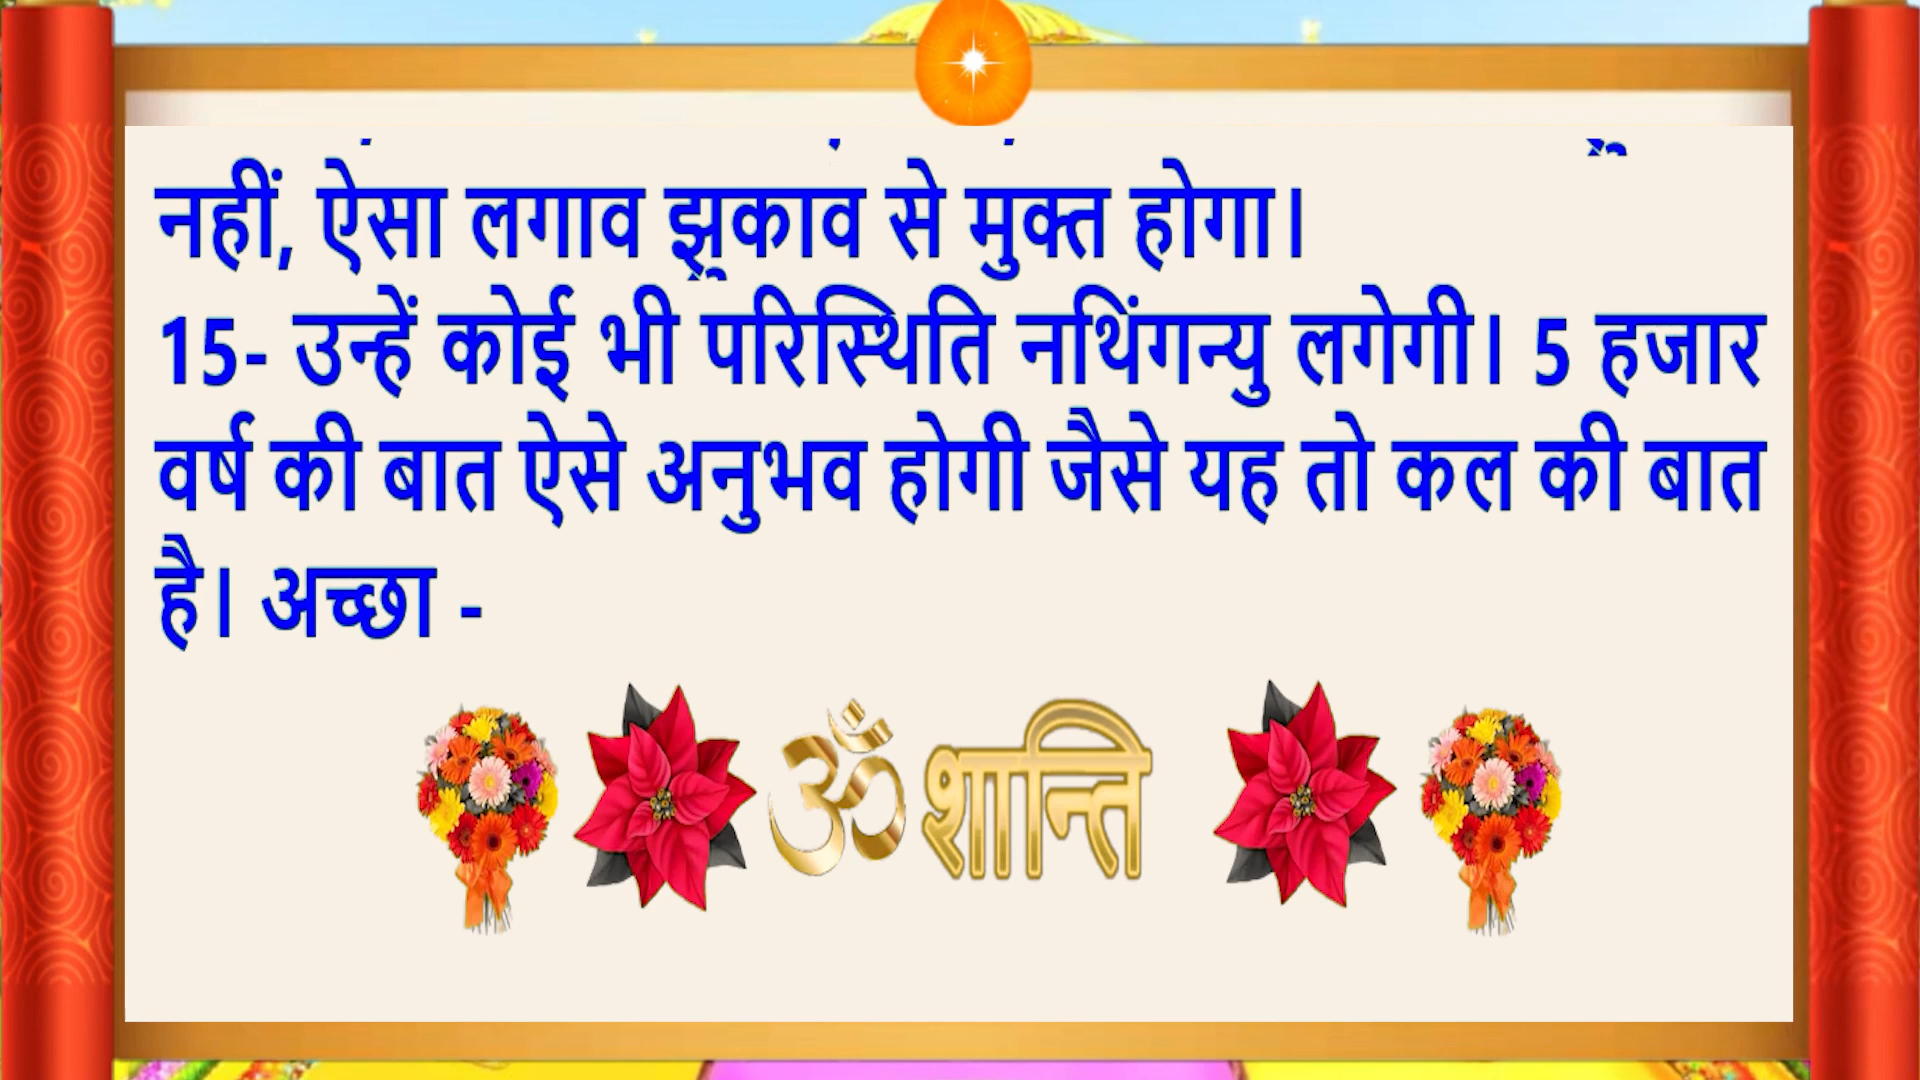 नहीं, ऐसा लगाव झुकाव से मुक्त होगा।
15- उन्हें कोई भी परिस्थिति नथिंगन्यु लगेगी। 5 हजार
वर्ष की बात ऐसे अनुभव होगी जैसे यह तो कल की बात
है। अच्छा -
ॐ शान्ति